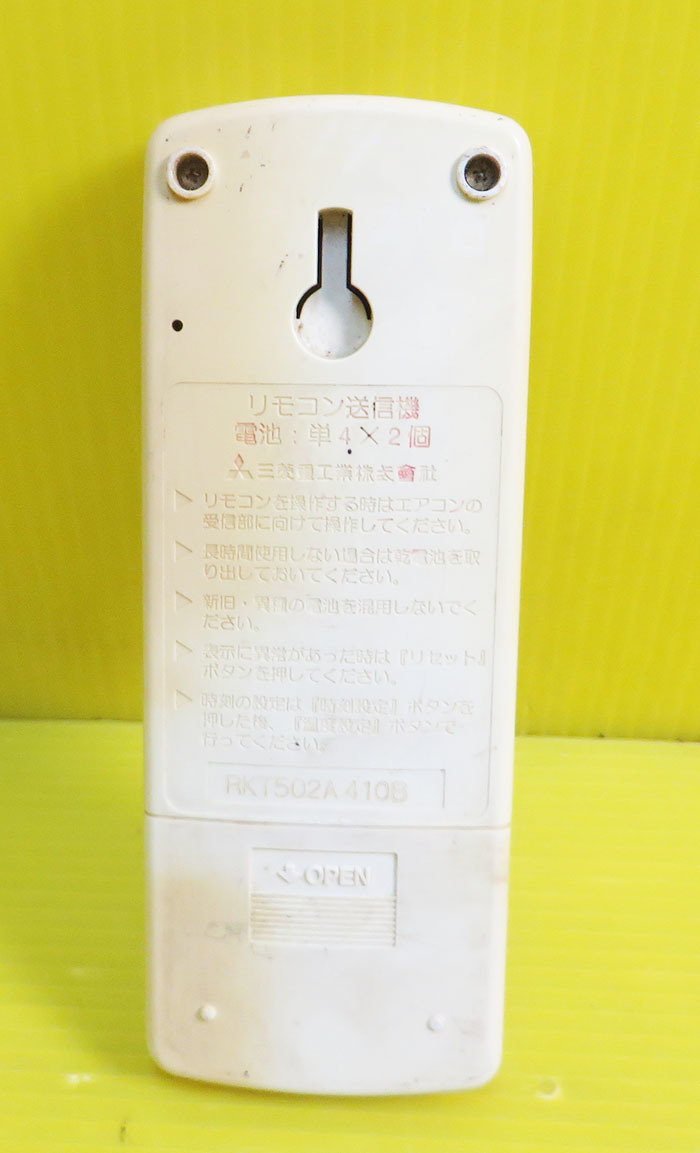 リモコン送信機
電池：単4×2個
三菱電工業株式會社
▷ リモコンを操作する時はエアコンの
受信部に向けて操作してください。
▷ 長時間使用しない場合は乾電池を取
り出しておいてください。
▷ 新旧・異種の電池を混用しないでく
ださい。
▷ 表示に異常があった時は『リセット』
ボタンを押してください。
▷ 時刻の設定は『時刻設定』ボタンを
押した後、『温度設定』ボタンで
行ってください。
RKT502A 410B
OPEN